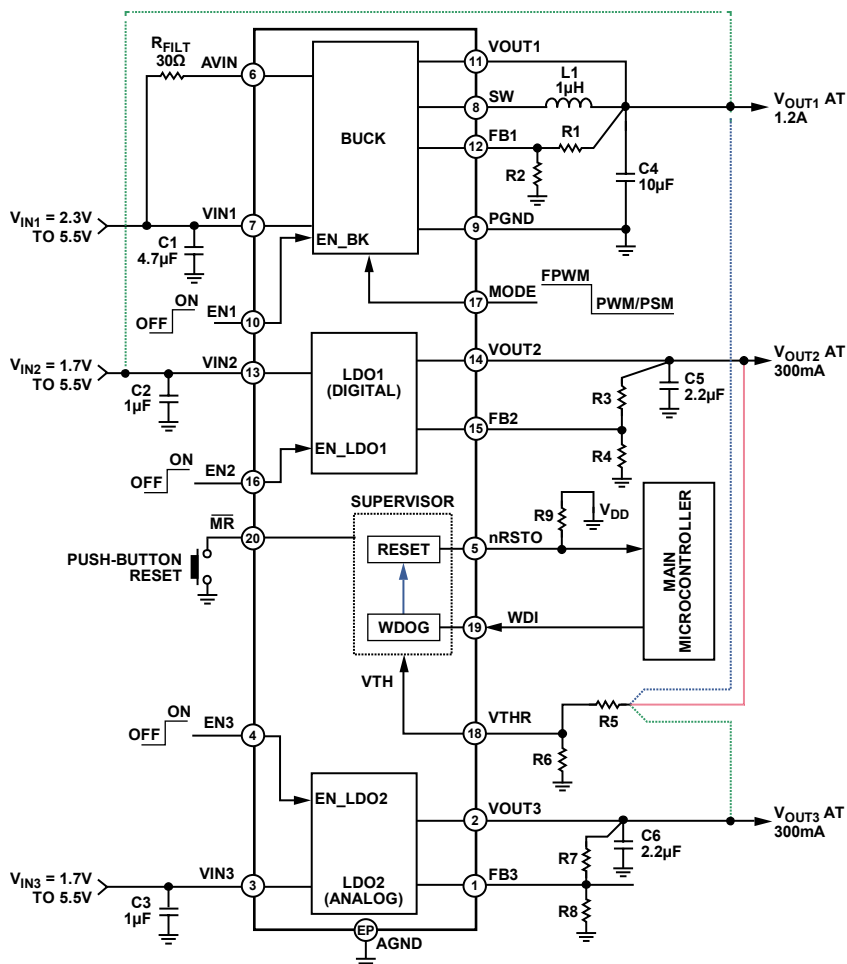 RFILT
30Ω
AVIN
6
VIN1 = 2.3V
TO 5.5V
VIN1
7
C1
4.7µF
OFF
ON
EN1
10
BUCK
EN_BK
VOUT1
11
SW
8
L1
1µH
FB1
12
R1
R2
C4
10µF
PGND
9
VOUT1 AT
1.2A
17
MODE
FPWM
PWM/PSM
VIN2 = 1.7V
TO 5.5V
VIN2
13
C2
1µF
OFF
ON
EN2
16
LDO1
(DIGITAL)
EN_LDO1
VOUT2
14
FB2
15
R3
R4
C5
2.2µF
VOUT2 AT
300mA
MR
20
PUSH-BUTTON
RESET
SUPERVISOR
RESET
WDOG
VTH
nRSTO
5
R9
VDD
WDI
19
MAIN
MICROCONTROLLER
VTHR
18
R5
R6
OFF
ON
EN3
4
EN_LDO2
LDO2
(ANALOG)
VIN3 = 1.7V
TO 5.5V
VIN3
3
C3
1µF
VOUT3
2
FB3
1
R7
R8
C6
2.2µF
VOUT3 AT
300mA
EP
AGND